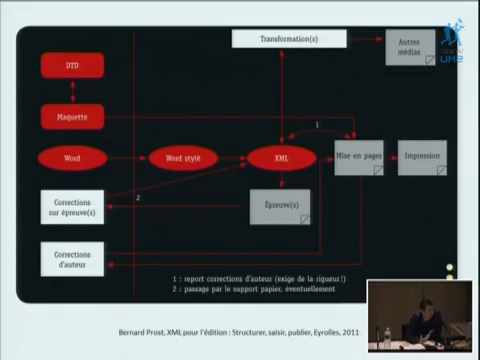 Transformation(s)
Autres
médias
DTD
Maquette
1
Word
Word stylé
XML
Mise en pages
Impression
2
Corrections
sur épreuve(s)
Épreuve(s)
Corrections
d'auteur
1 : report corrections d'auteur (exige de la rigueur!)
2 : passage par le support papier, éventuellement
Bernard Prost, XML pour l'édition : Structurer, saisir, publier, Eyrolles, 2011